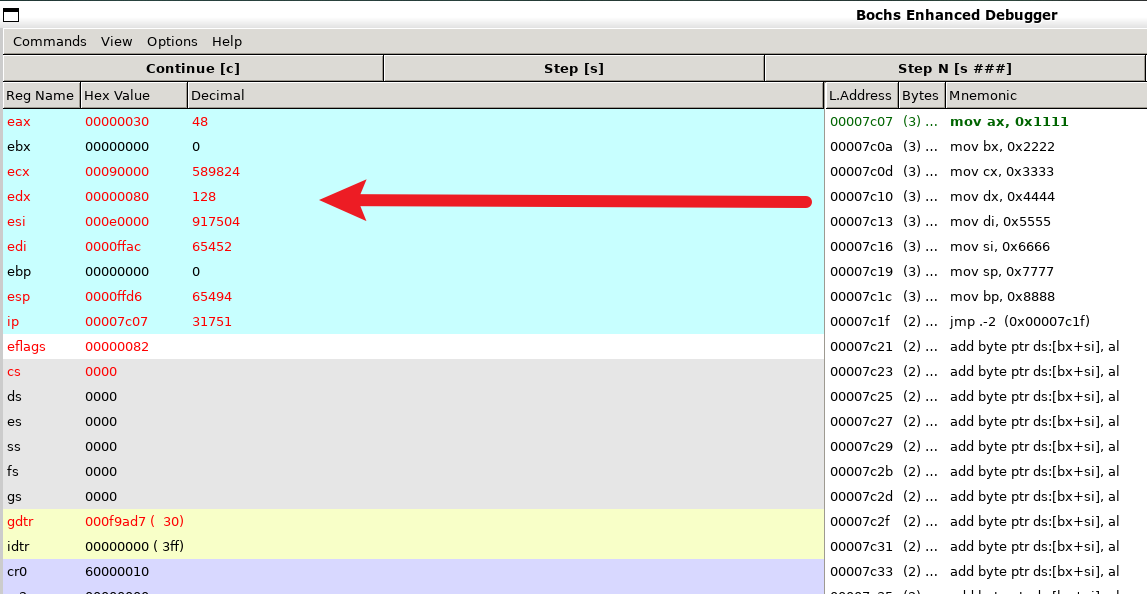 Bochs Enhanced Debugger
Commands View Options Help
Continue [c] Step [s] Step N [s ###]
Reg Name Hex Value Decimal L.Address Bytes Mnemonic
eax 00000030 48 00007c07 (3) ... mov ax, 0x1111
ebx 00000000 0 00007c0a (3) ... mov bx, 0x2222
ecx 00090000 589824 00007c0d (3) ... mov cx, 0x3333
edx 00000080 128 00007c10 (3) ... mov dx, 0x4444
esi 000e0000 917504 00007c13 (3) ... mov di, 0x5555
edi 0000ffac 65452 00007c16 (3) ... mov si, 0x6666
ebp 00000000 0 00007c19 (3) ... mov sp, 0x7777
esp 0000ffd6 65494 00007c1c (3) ... mov bp, 0x8888
ip 00007c07 31751 00007c1f (2) ... jmp .-2 (0x00007c1f)
eflags 00000082 00007c21 (2) ... add byte ptr ds:[bx+si], al
cs 0000 00007c23 (2) ... add byte ptr ds:[bx+si], al
ds 0000 00007c25 (2) ... add byte ptr ds:[bx+si], al
es 0000 00007c27 (2) ... add byte ptr ds:[bx+si], al
ss 0000 00007c29 (2) ... add byte ptr ds:[bx+si], al
fs 0000 00007c2b (2) ... add byte ptr ds:[bx+si], al
gs 0000 00007c2d (2) ... add byte ptr ds:[bx+si], al
gdtr 000f9ad7 ( 30) 00007c2f (2) ... add byte ptr ds:[bx+si], al
idtr 00000000 ( 3ff) 00007c31 (2) ... add byte ptr ds:[bx+si], al
cr0 60000010 00007c33 (2) ... add byte ptr ds:[bx+si], al